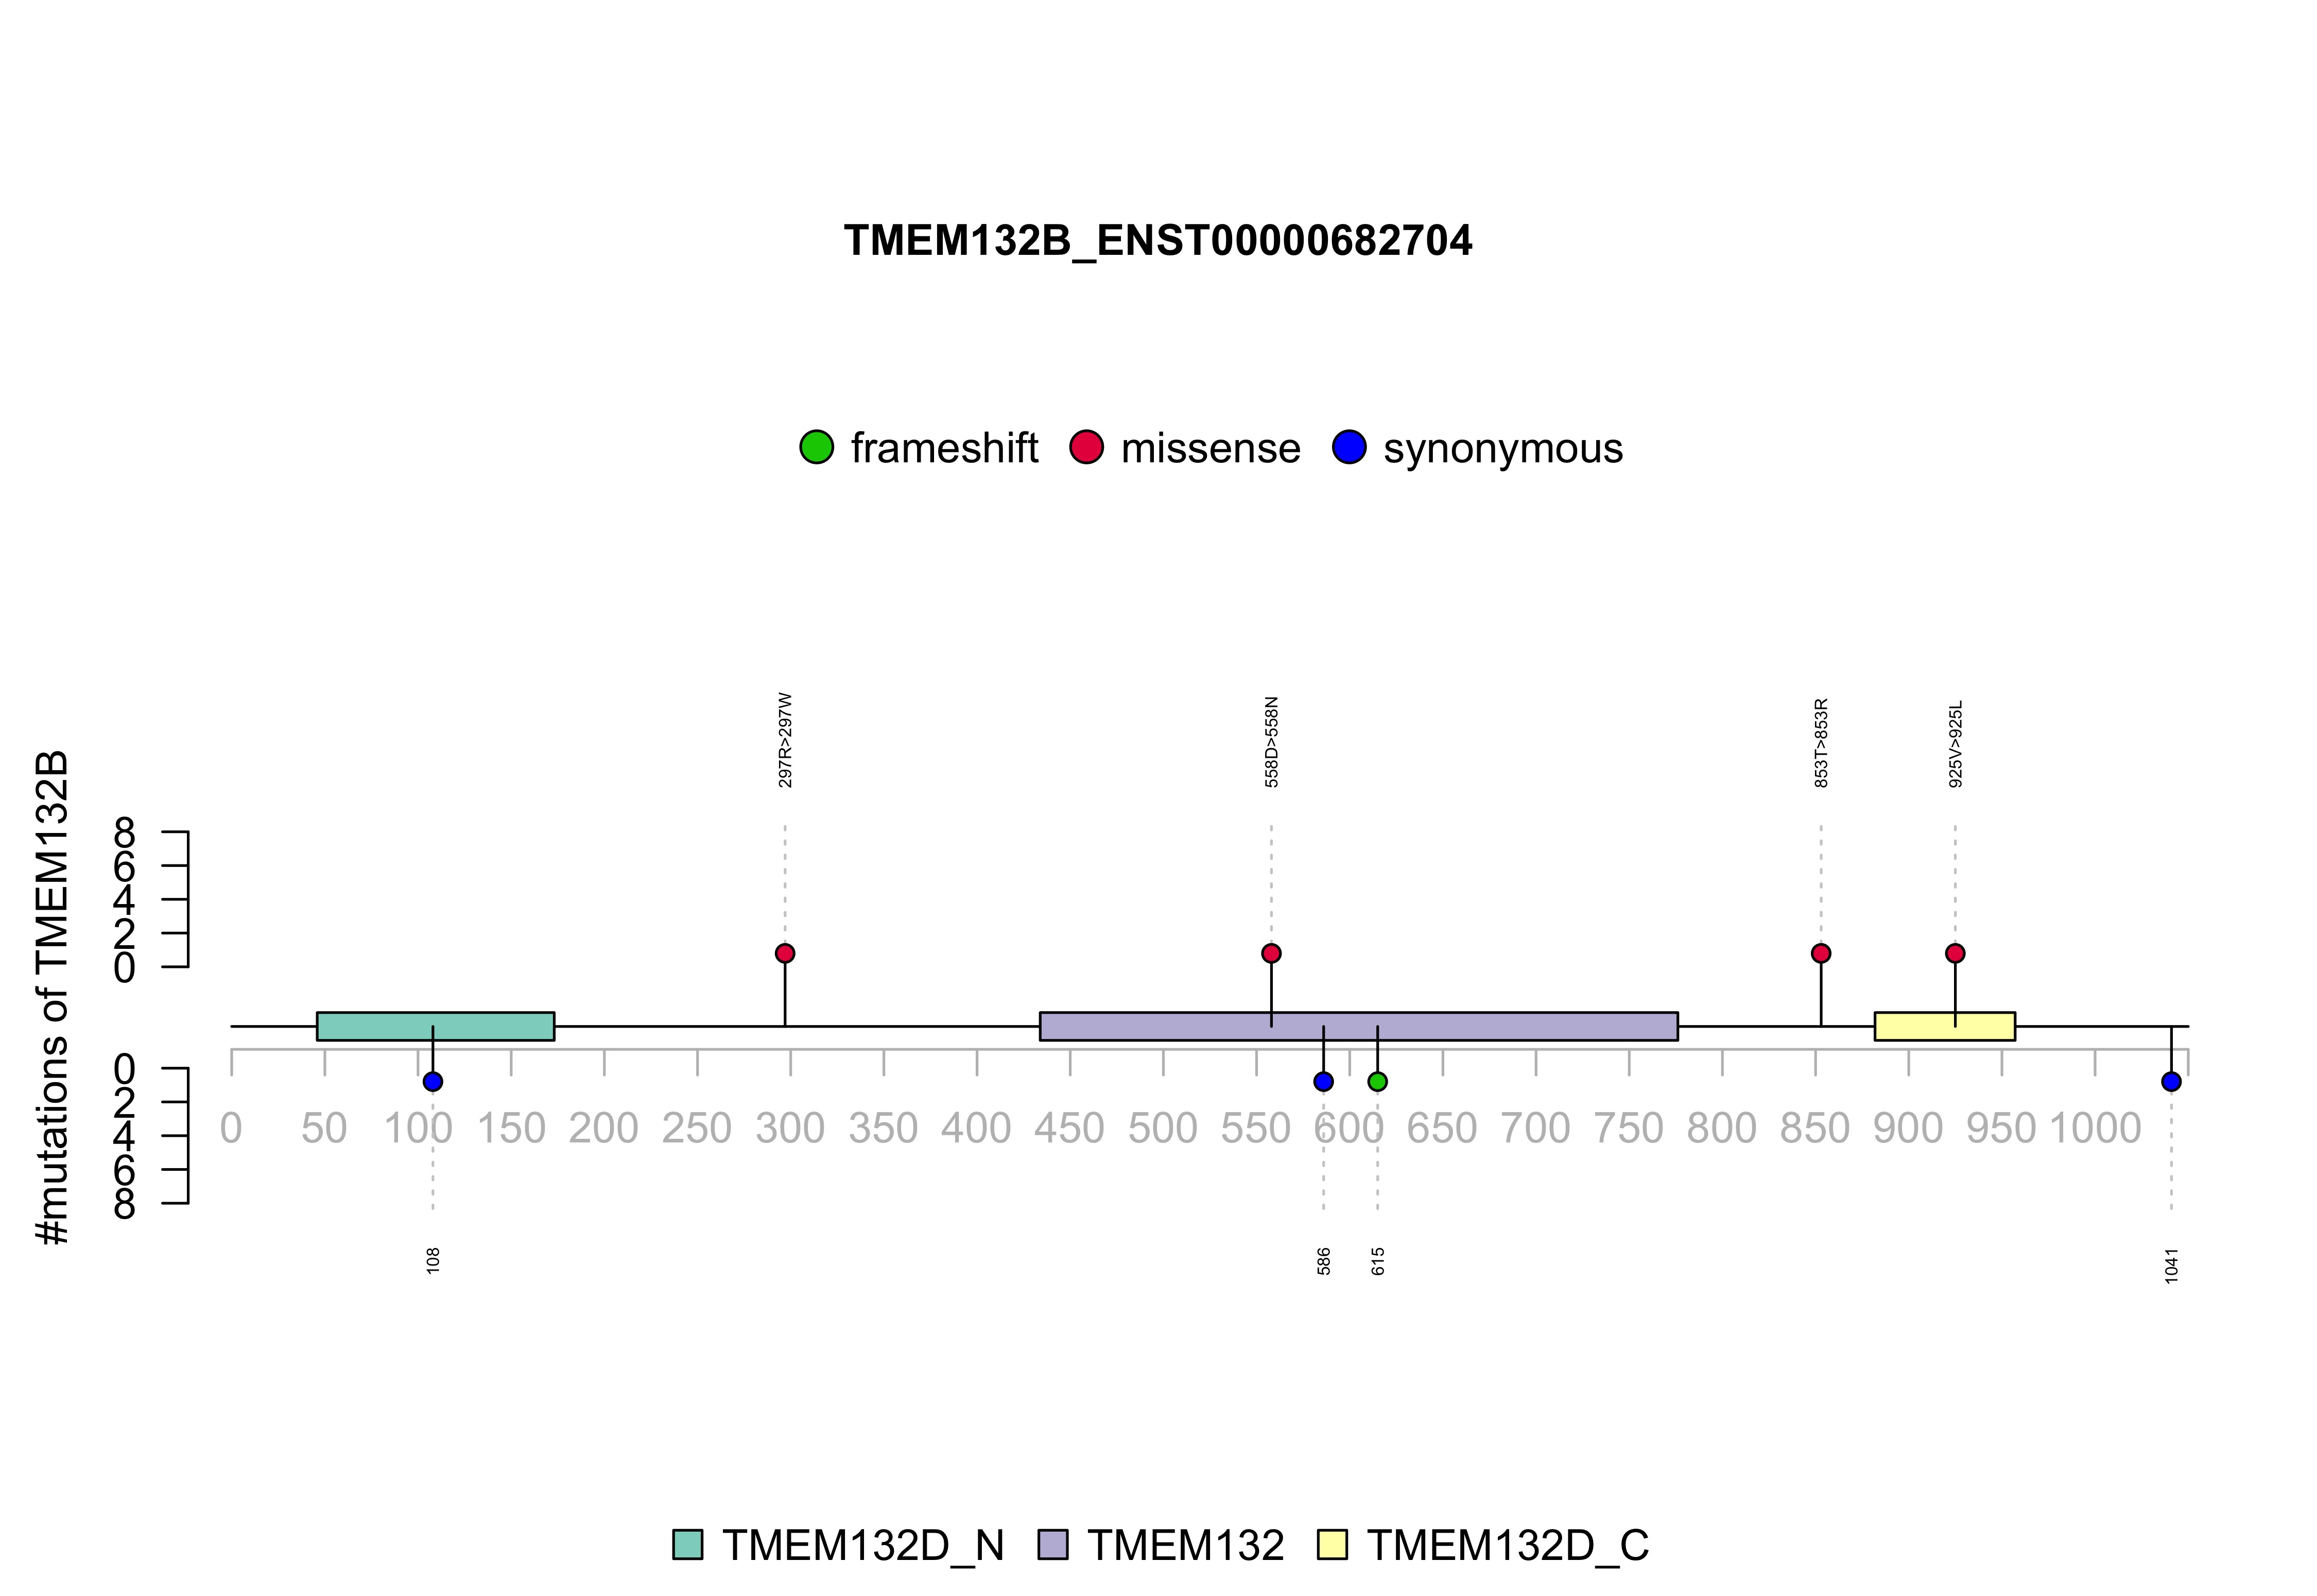 TMEM132B_ENST00000682704
frameshift missense synonymous
297R>297W 558D>558N 853T>853R 925V>925L
#mutations of TMEM132B
8
6
4
2
0
0
2
4
6
8
0 50 100 150 200 250 300 350 400 450 500 550 600 650 700 750 800 850 900 950 1000
108 586 615 1041
TMEM132D_N TMEM132 TMEM132D_C